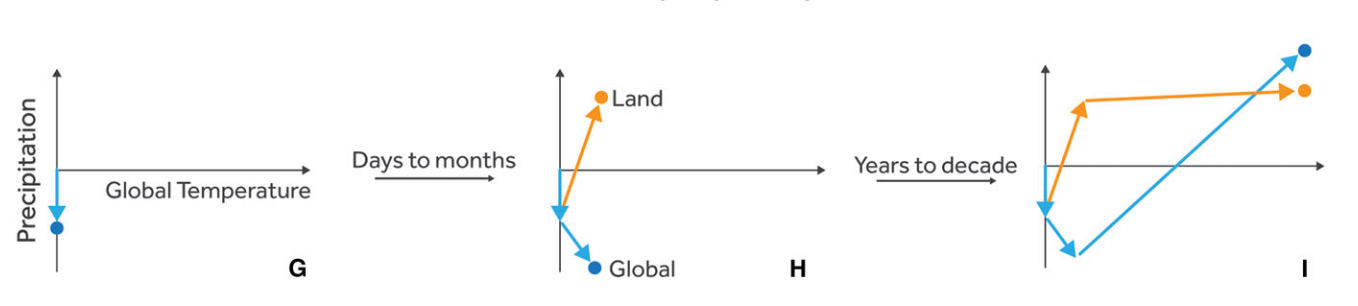 Precipitation
Global Temperature
G
Days to months
Land
Global
H
Years to decade
I